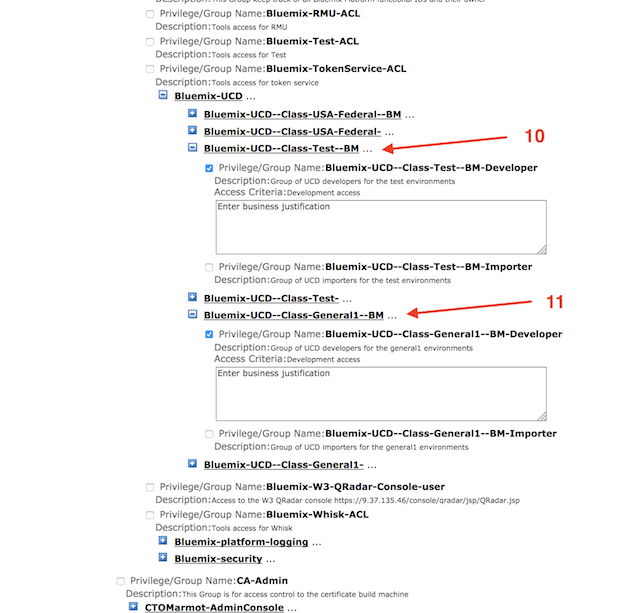 This Group keep track of all Bluemix Platform functional IDs and their owner
Privilege/Group Name:Bluemix-RMU-ACL
Description:Tools access for RMU
Privilege/Group Name:Bluemix-Test-ACL
Description:Tools access for Test
Privilege/Group Name:Bluemix-TokenService-ACL
Description:Tools access for token service
Bluemix-UCD ...
Bluemix-UCD--Class-USA-Federal--BM ...
Bluemix-UCD--Class-USA-Federal- ...
Bluemix-UCD--Class-Test--BM ... 10
Privilege/Group Name:Bluemix-UCD--Class-Test--BM-Developer
Description:Group of UCD developers for the test environments
Access Criteria:Development access
Enter business justification
Privilege/Group Name:Bluemix-UCD--Class-Test--BM-Importer
Description:Group of UCD importers for the test environments
Bluemix-UCD--Class-Test- ... 11
Bluemix-UCD--Class-General1--BM ...
Privilege/Group Name:Bluemix-UCD--Class-General1--BM-Developer
Description:Group of UCD developers for the general1 environments
Access Criteria:Development access
Enter business justification
Privilege/Group Name:Bluemix-UCD--Class-General1--BM-Importer
Description:Group of UCD importers for the general1 environments
Bluemix-UCD--Class-General1- ...
Privilege/Group Name:Bluemix-W3-QRadar-Console-user
Description:Access to the W3 QRadar console https://9.37.135.46/console/qradar/jsp/QRadar.jsp
Privilege/Group Name:Bluemix-Whisk-ACL
Description:Tools access for Whisk
Bluemix-platform-logging ...
Bluemix-security ...
Privilege/Group Name:CA-Admin
Description:This Group is for access control to the certificate build machine
CTOMarmot-AdminConsole ...